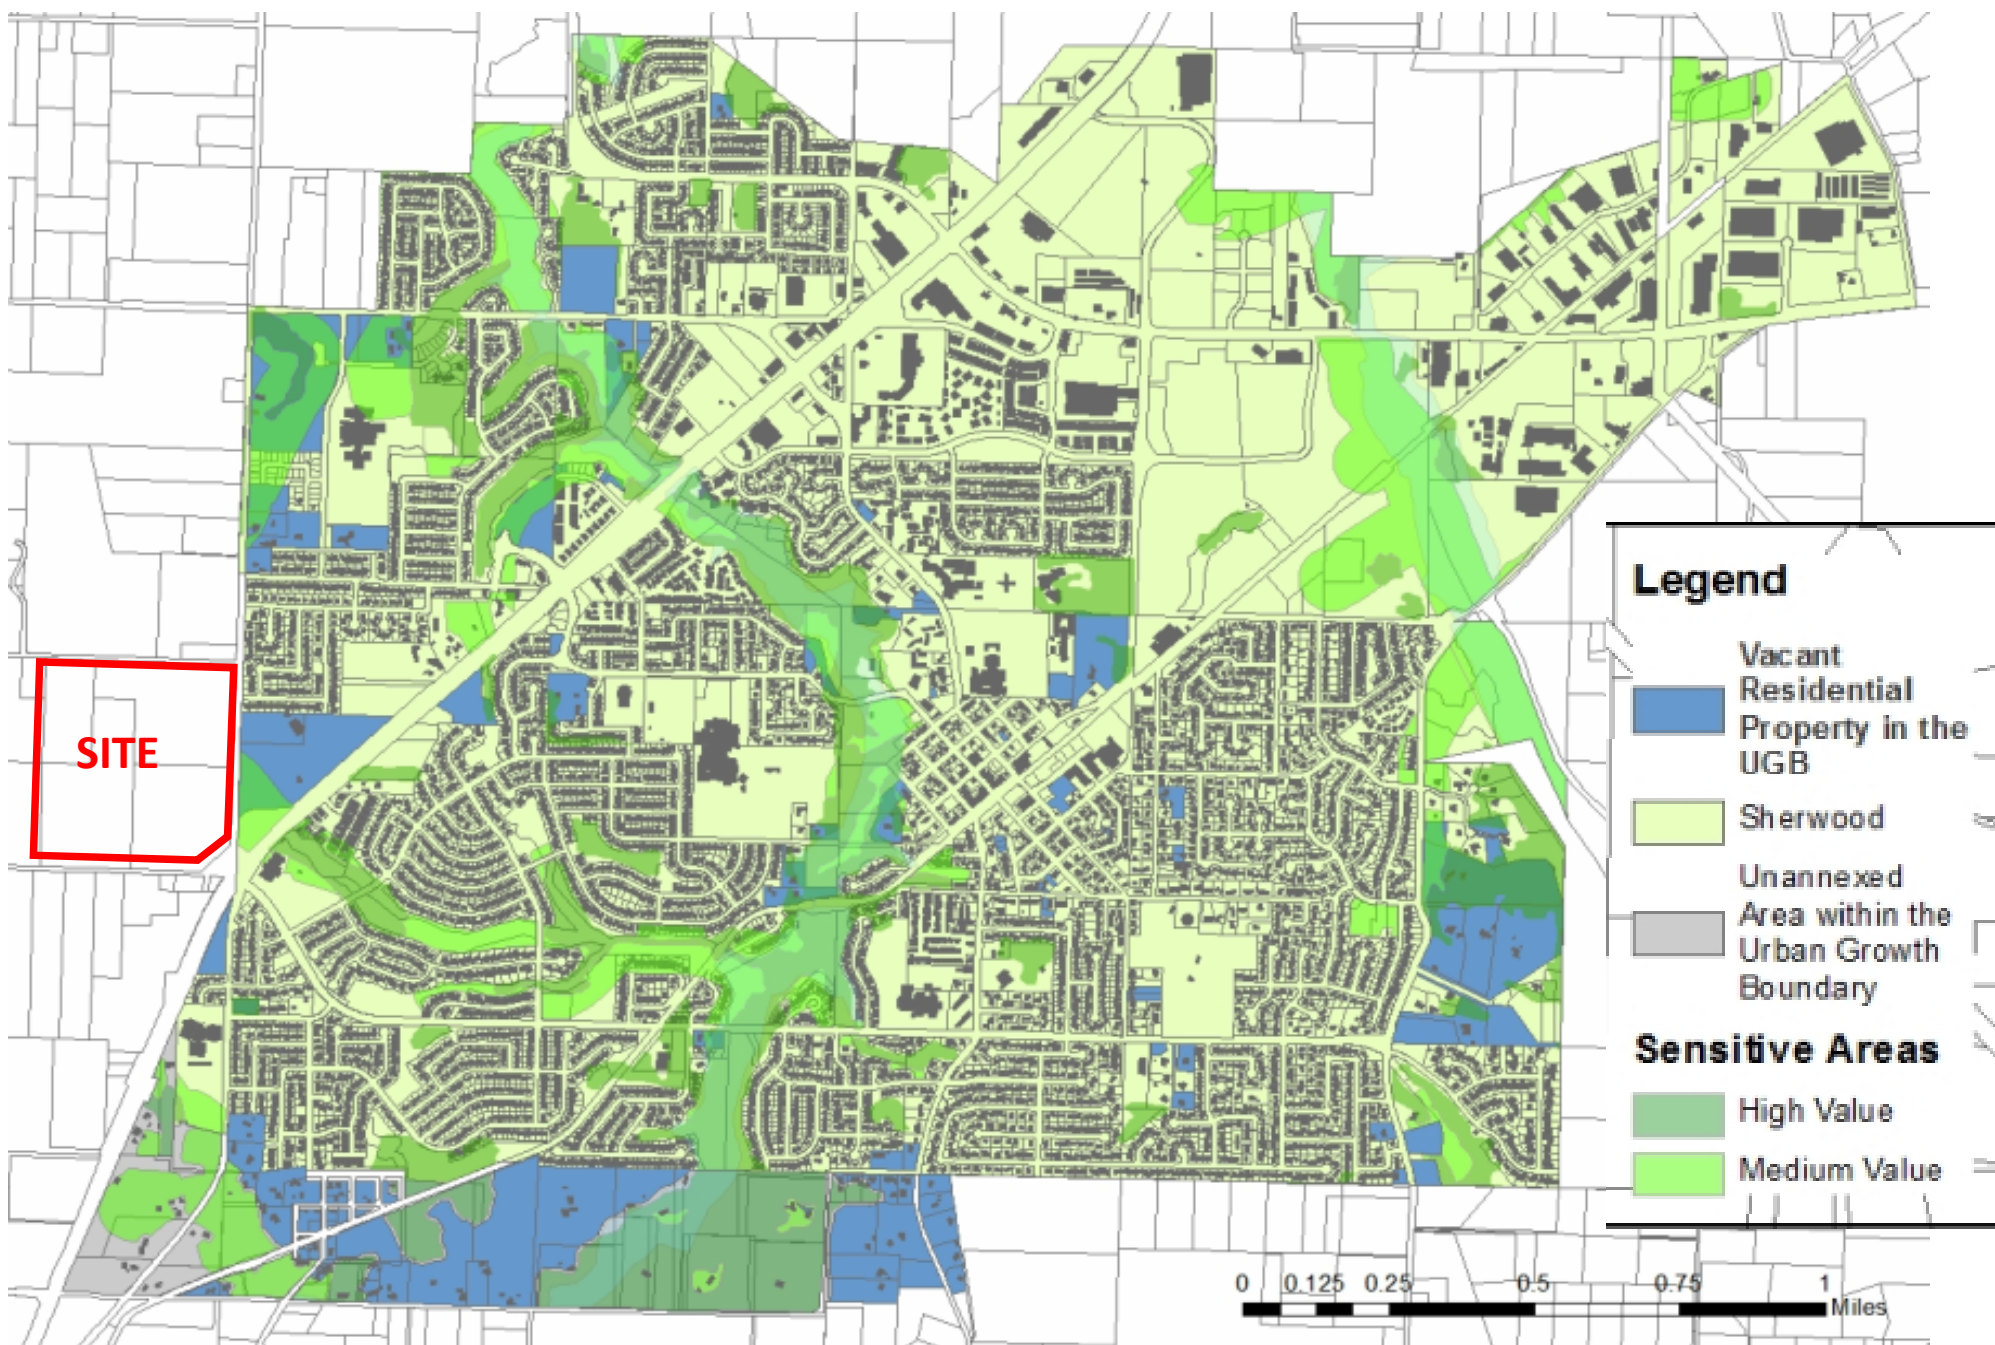 SITE
Legend
Vacant
Residential
Property in the
UGB
Sherwood
Unannexed
Area within the
Urban Growth
Boundary
Sensitive Areas
High Value
Medium Value
0 0.125 0.25 0.5 0.75 1
Miles